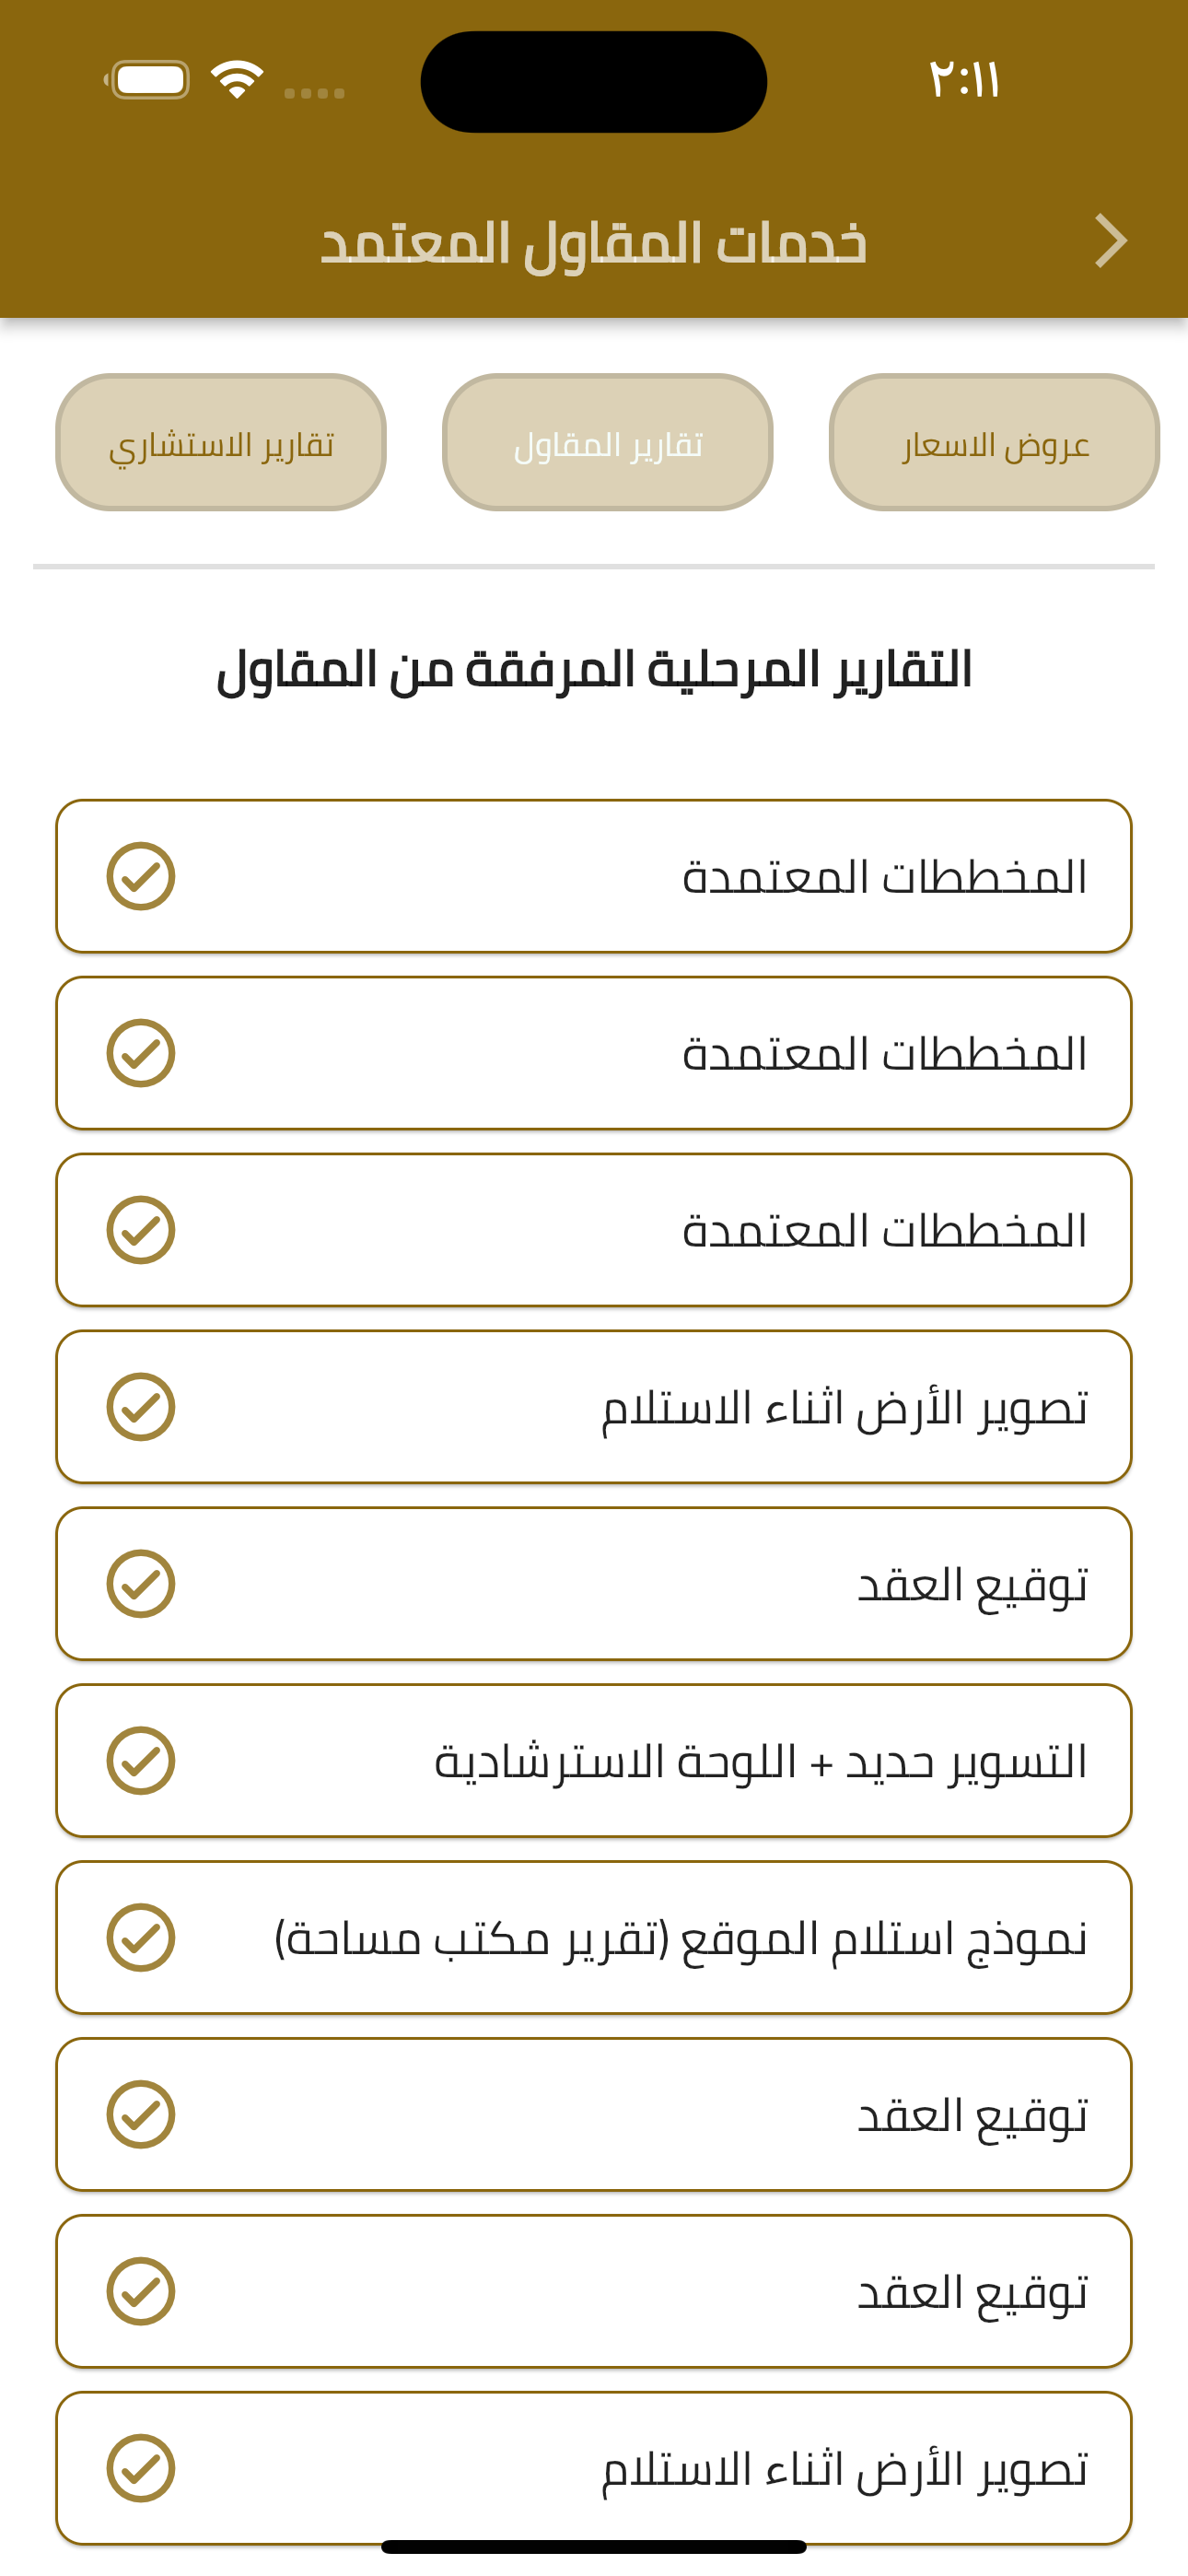 ٢:١١
خدمات المقاول المعتمد
عروض الاسعار
تقارير المقاول
تقارير الاستشاري
التقارير المرحلية المرفقة من المقاول
المخططات المعتمدة
المخططات المعتمدة
المخططات المعتمدة
تصوير الأرض اثناء الاستلام
توقيع العقد
التسوير حديد + اللوحة الاسترشادية
نموذج استلام الموقع (تقرير مكتب مساحة)
توقيع العقد
توقيع العقد
تصوير الأرض اثناء الاستلام